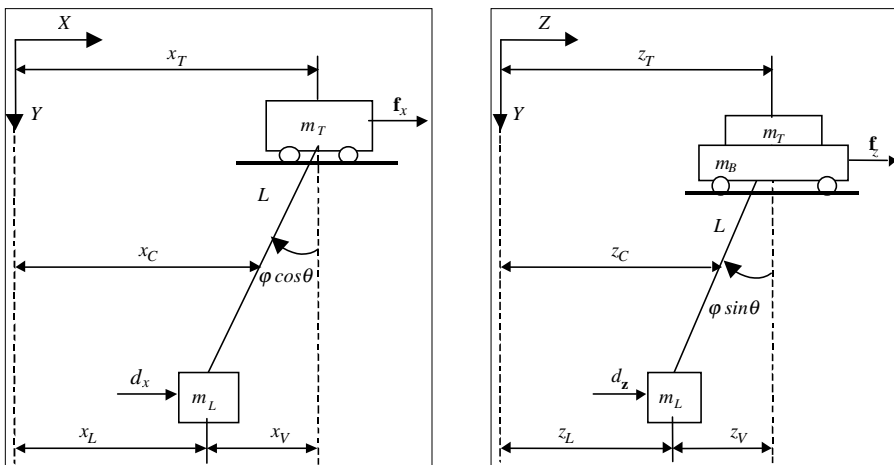 X
x_T
Y
f_x
m_T
L
x_C
φ cosθ
d_x
m_L
x_L
x_V
Z
z_T
Y
m_T
f_z
m_B
L
z_C
φ sinθ
d_z
m_L
z_L
z_V